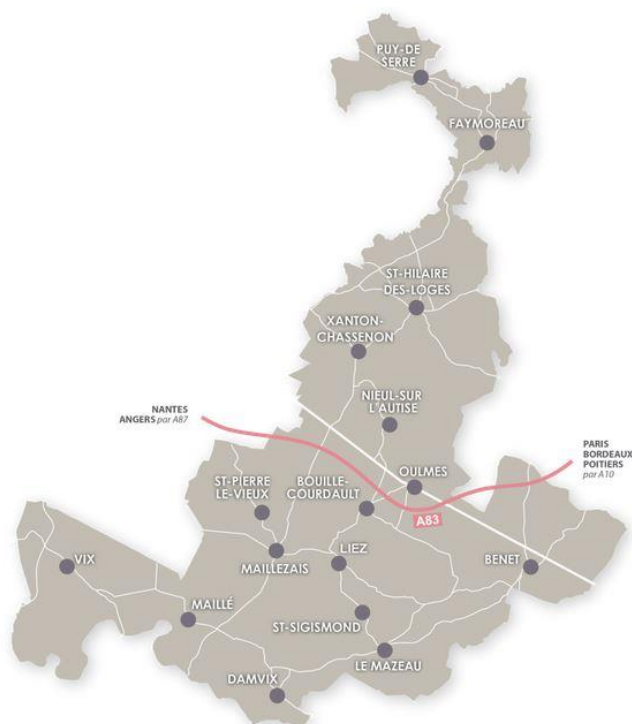 PUY-DE
SERRE
FAYMOREAU
ST-HILAIRE
DES-LOGES
XANTON-
CHASSENON
NIEUL-SUR
L'AUTISE
NANTES
ANGERS par A87
PARIS
BORDEAUX
POITIERS
par A10
OULMES
ST-PIERRE
LE-VIEUX
BOUILLE-
COURDAULT
A83
VIX
MAILLEZAIS
LIEZ
BENET
MAILLÉ
ST-SIGISMOND
LE MAZEAU
DAMVIX